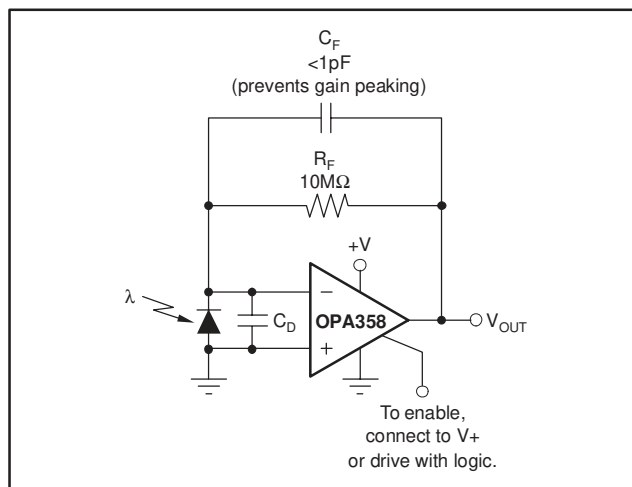 C_F
<1pF
(prevents gain peaking)
R_F
10MΩ
+V
λ
−
OPA358
C_D
+
V_OUT
To enable,
connect to V+
or drive with logic.